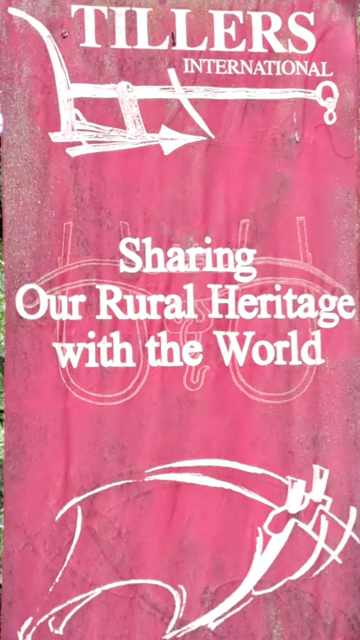 TILLERS
INTERNATIONAL
Sharing
Our Rural Heritage
with the World